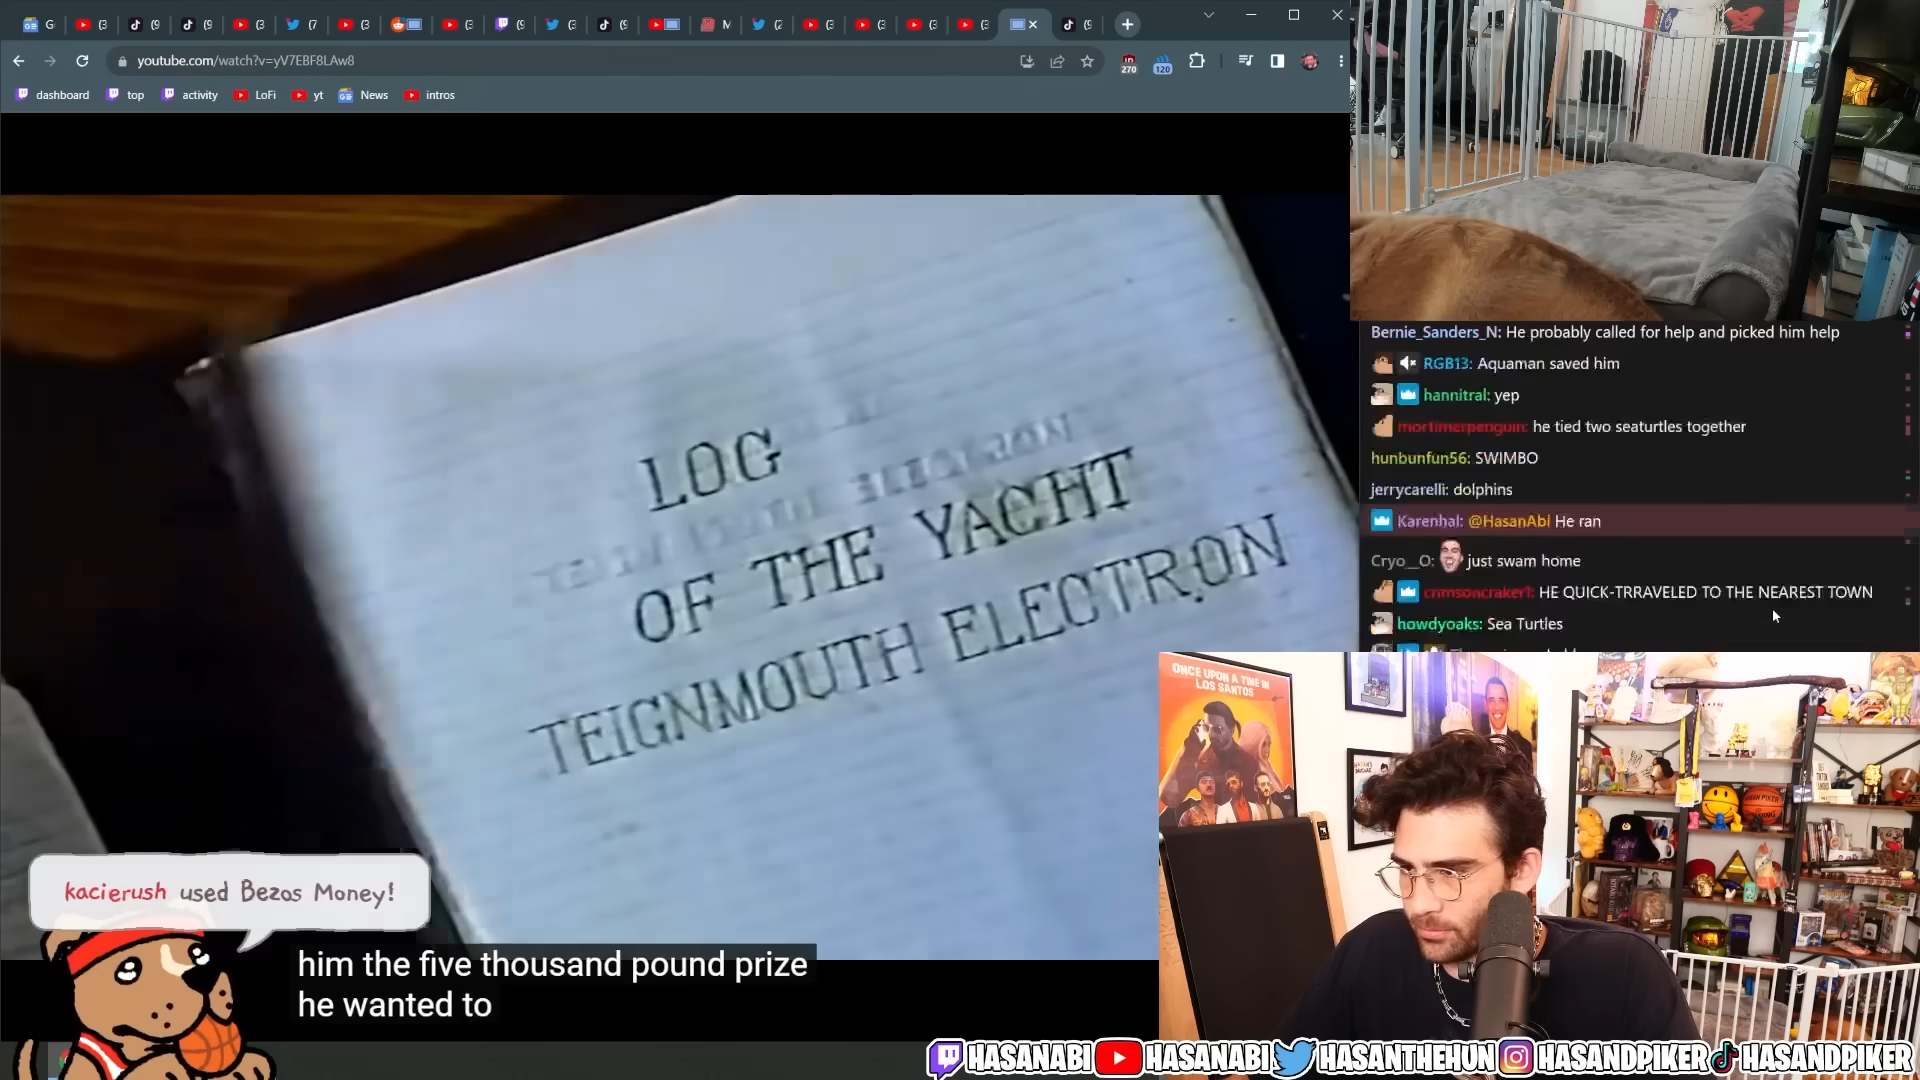 youtube.com/watch?v=yV7EBF8LAw8
270
120
dashboard
top
activity
LoFi
yt
News
intros
LOG
OF THE YACHT
TEIGNMOUTH ELECTRON
kacierush used Bezos Money!
him the five thousand pound prize
he wanted to
Bernie_Sanders_N: He probably called for help and picked him help
RGB13: Aquaman saved him
hannitral: yep
mortimerpenguin: he tied two seaturtles together
hunbunfun56: SWIMBO
jerrycarelli: dolphins
Karenhal: @HasanAbi He ran
Cryo__O: just swam home
crimsoncraker1: HE QUICK-TRRAVELED TO THE NEAREST TOWN
howdyoaks: Sea Turtles
ONCE UPON A TIME IN
LOS SANTOS
HASANABI
HASANABI
HASANTHEHUN
HASANDPIKER
HASANDPIKER